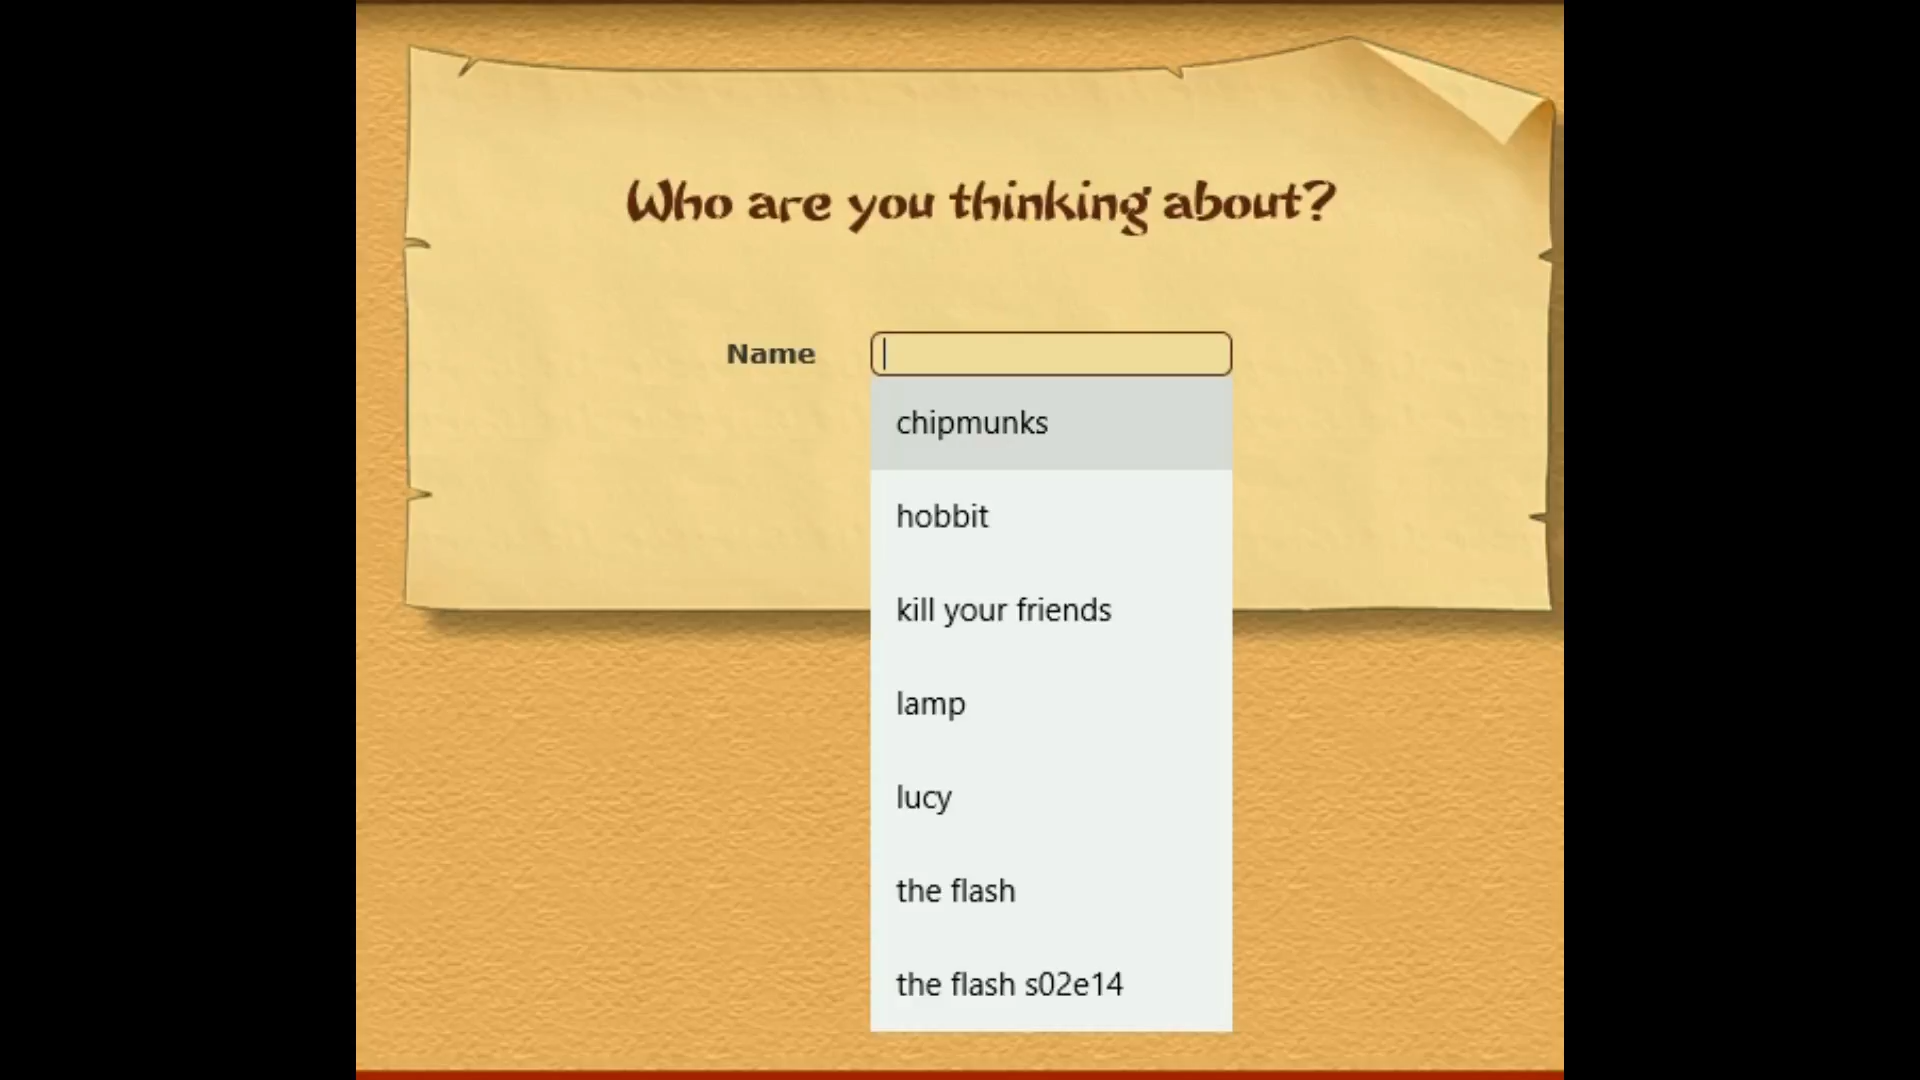 Who are you thinking about?
Name
chipmunks
hobbit
kill your friends
lamp
lucy
the flash
the flash s02e14